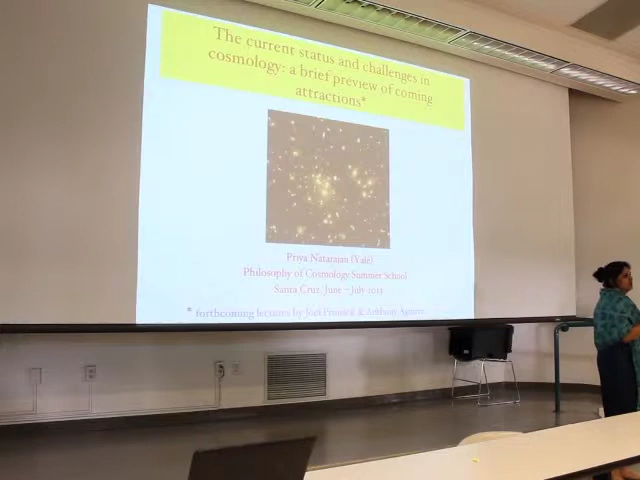 The current status and challenges in
cosmology: a brief preview of coming
attractions*
Priya Natarajan (Yale)
Philosophy of Cosmology Summer School
Santa Cruz, June - July 2013
* forthcoming lectures by Joel Primack & Anthony Aguirre